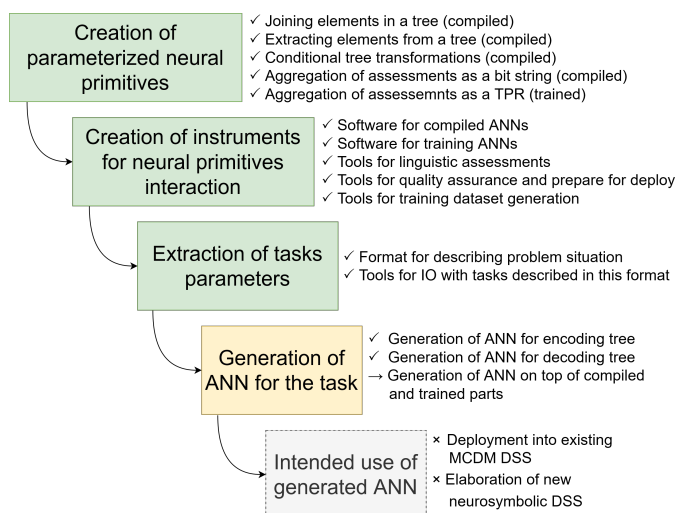 Creation of
parameterized neural
primitives
✓ Joining elements in a tree (compiled)
✓ Extracting elements from a tree (compiled)
✓ Conditional tree transformations (compiled)
✓ Aggregation of assessments as a bit string (compiled)
✓ Aggregation of assessemnts as a TPR (trained)
Creation of instruments
for neural primitives
interaction
✓ Software for compiled ANNs
✓ Software for training ANNs
✓ Tools for linguistic assessments
✓ Tools for quality assurance and prepare for deploy
✓ Tools for training dataset generation
Extraction of tasks
parameters
✓ Format for describing problem situation
✓ Tools for IO with tasks described in this format
Generation of
ANN for the task
✓ Generation of ANN for encoding tree
✓ Generation of ANN for decoding tree
→ Generation of ANN on top of compiled
and trained parts
Intended use of
generated ANN
× Deployment into existing
MCDM DSS
× Elaboration of new
neurosymbolic DSS